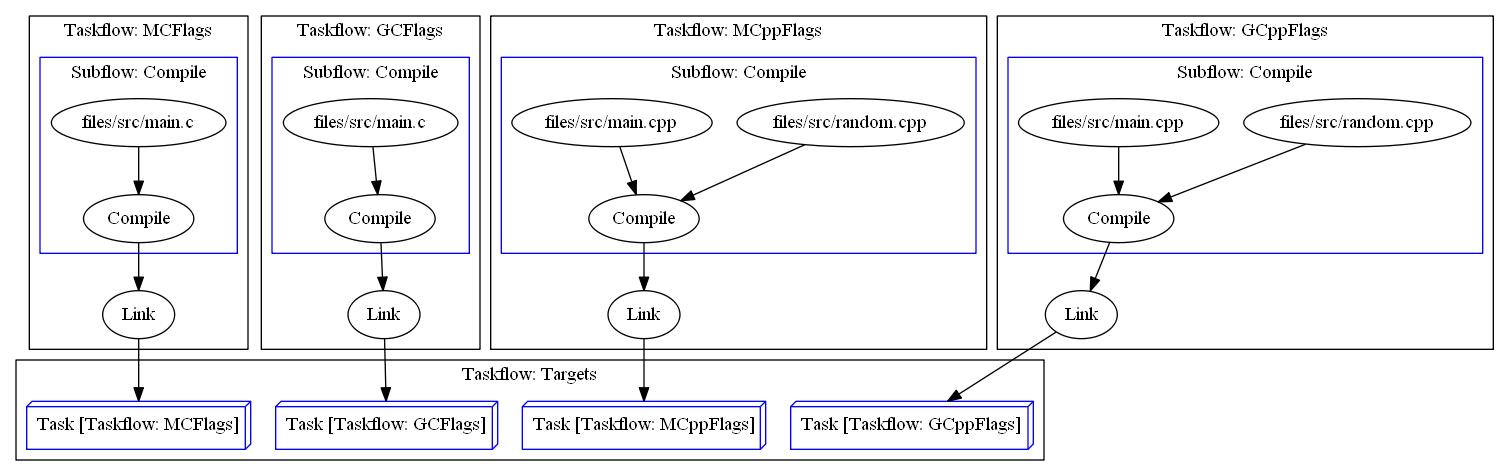 Taskflow: MCFlags
Subflow: Compile
files/src/main.c
Compile
Link
Taskflow: GCFlags
Subflow: Compile
files/src/main.c
Compile
Link
Taskflow: MCppFlags
Subflow: Compile
files/src/main.cpp
files/src/random.cpp
Compile
Link
Taskflow: GCppFlags
Subflow: Compile
files/src/main.cpp
files/src/random.cpp
Compile
Link
Taskflow: Targets
Task [Taskflow: MCFlags]
Task [Taskflow: GCFlags]
Task [Taskflow: MCppFlags]
Task [Taskflow: GCppFlags]